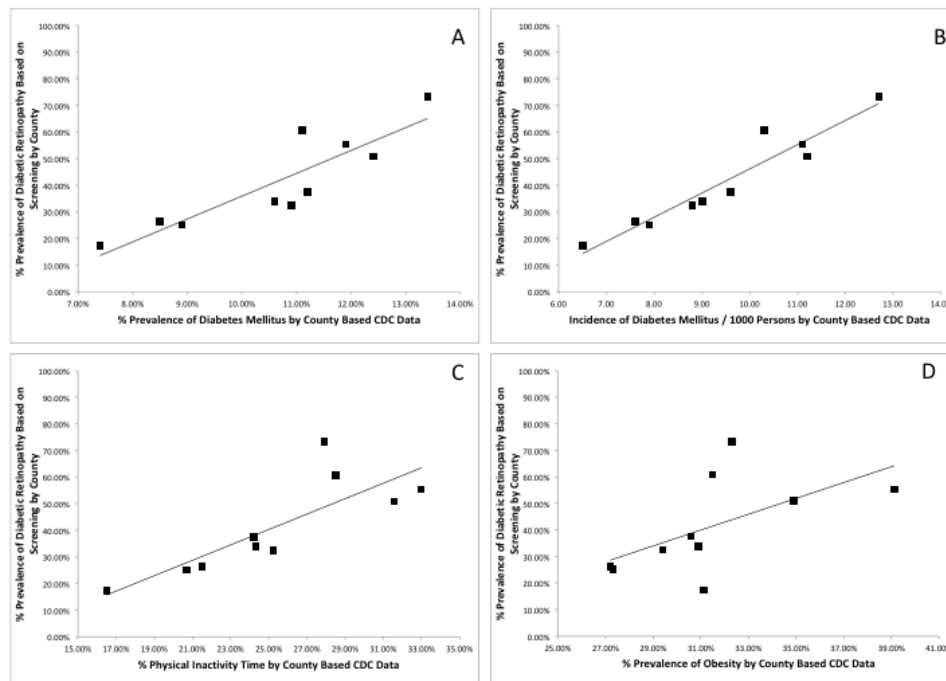 A
% Prevalence of Diabetic Retinopathy Based on
Screening by County
100.00%
90.00%
80.00%
70.00%
60.00%
50.00%
40.00%
30.00%
20.00%
10.00%
0.00%
7.00% 8.00% 9.00% 10.00% 11.00% 12.00% 13.00% 14.00%
% Prevalence of Diabetes Mellitus by County Based CDC Data
B
% Prevalence of Diabetic Retinopathy Based on
Screening by County
100.00%
90.00%
80.00%
70.00%
60.00%
50.00%
40.00%
30.00%
20.00%
10.00%
0.00%
6.00 7.00 8.00 9.00 10.00 11.00 12.00 13.00 14.0
Incidence of Diabetes Mellitus / 1000 Persons by County Based CDC Data
C
% Prevalence of Diabetic Retinopathy Based on
Screening by County
100.00%
90.00%
80.00%
70.00%
60.00%
50.00%
40.00%
30.00%
20.00%
10.00%
0.00%
15.00% 17.00% 19.00% 21.00% 23.00% 25.00% 27.00% 29.00% 31.00% 33.00% 35.00%
% Physical Inactivity Time by County Based CDC Data
D
% Prevalence of Diabetic Retinopathy Based on
Screening by County
100.00%
90.00%
80.00%
70.00%
60.00%
50.00%
40.00%
30.00%
20.00%
10.00%
0.00%
25.00% 27.00% 29.00% 31.00% 33.00% 35.00% 37.00% 39.00% 41.00%
% Prevalence of Obesity by County Based CDC Data